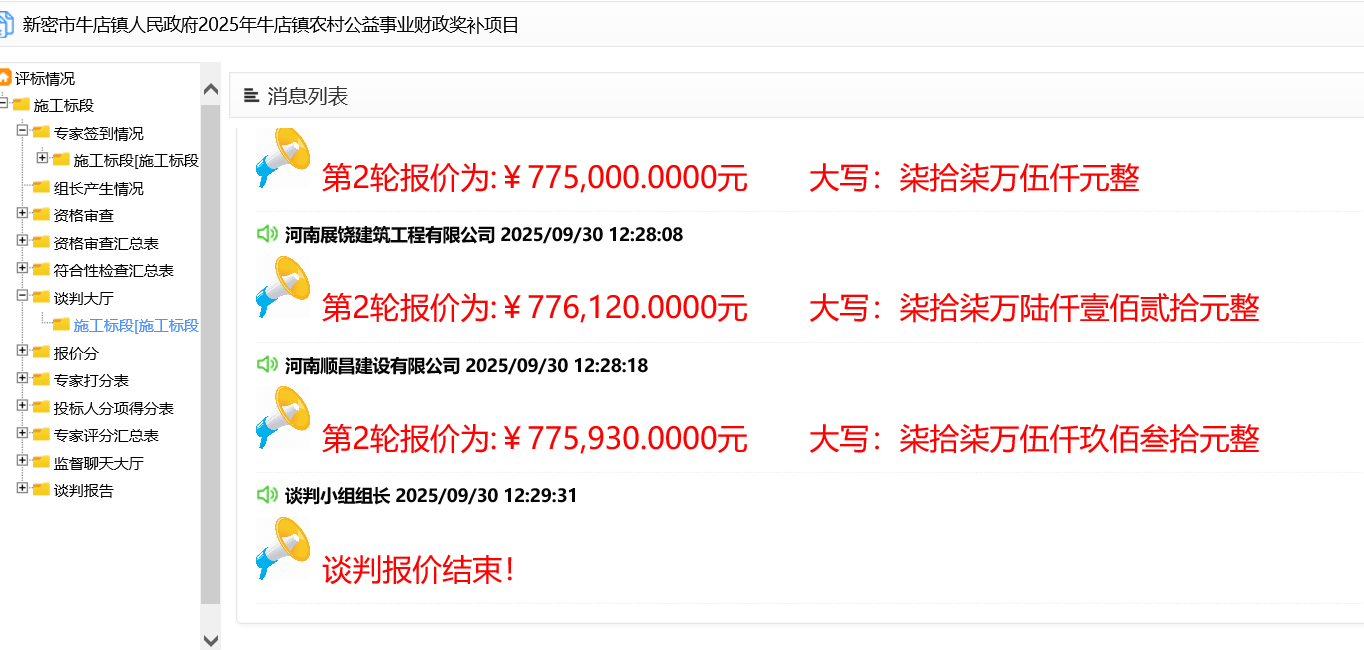 新密市牛店镇人民政府2025年牛店镇农村公益事业财政奖补项目
评标情况
施工标段
专家签到情况
施工标段[施工标段
组长产生情况
资格审查
资格审查汇总表
符合性检查汇总表
谈判大厅
施工标段[施工标段
报价分
专家打分表
投标人分项得分表
专家评分汇总表
监督聊天大厅
谈判报告
消息列表
第2轮报价为:￥775,000.0000元 大写：柒拾柒万伍仟元整
河南展饶建筑工程有限公司 2025/09/30 12:28:08
第2轮报价为:￥776,120.0000元 大写：柒拾柒万陆仟壹佰贰拾元整
河南顺昌建设有限公司 2025/09/30 12:28:18
第2轮报价为:￥775,930.0000元 大写：柒拾柒万伍仟玖佰叁拾元整
谈判小组组长 2025/09/30 12:29:31
谈判报价结束！